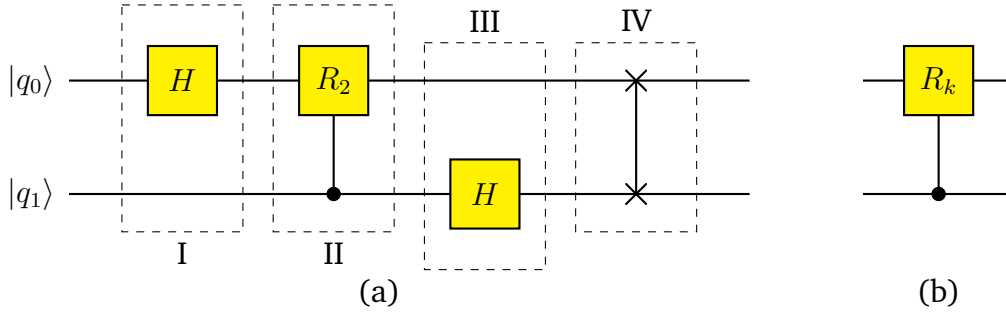 III IV
|q₀⟩ H R₂ Rₖ
|q₁⟩ H
I II
(a) (b)